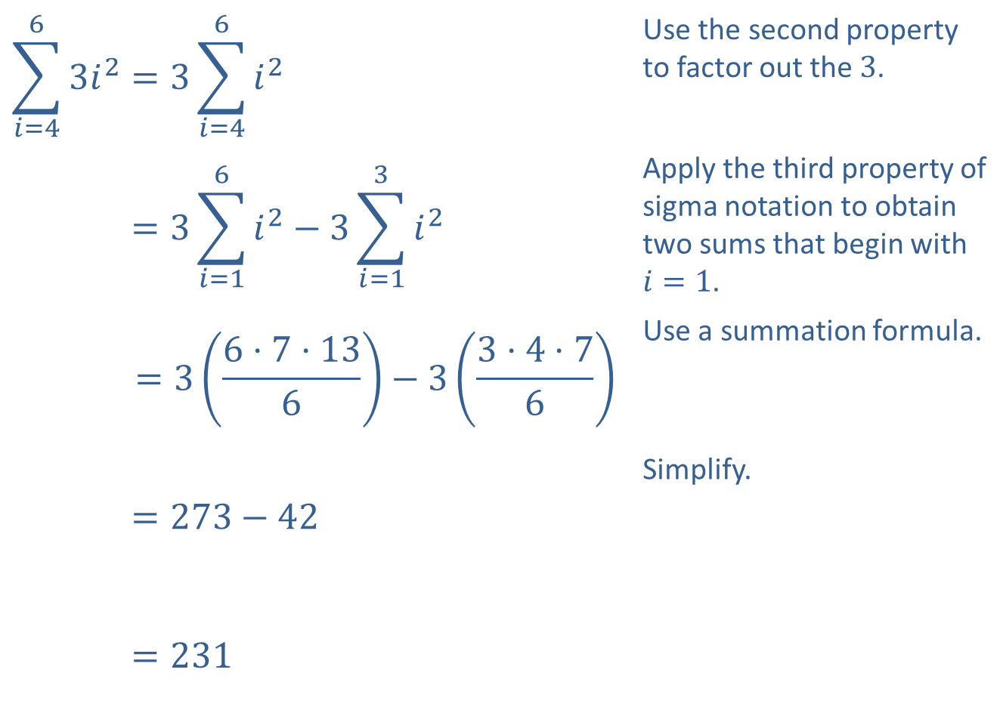 \sum_{i=4}^{6} 3i^2 = 3 \sum_{i=4}^{6} i^2
Use the second property
to factor out the 3.
= 3 \sum_{i=1}^{6} i^2 - 3 \sum_{i=1}^{3} i^2
Apply the third property of
sigma notation to obtain
two sums that begin with
i = 1.
= 3 \left( \frac{6 \cdot 7 \cdot 13}{6} \right) - 3 \left( \frac{3 \cdot 4 \cdot 7}{6} \right)
Use a summation formula.
Simplify.
= 273 − 42
= 231